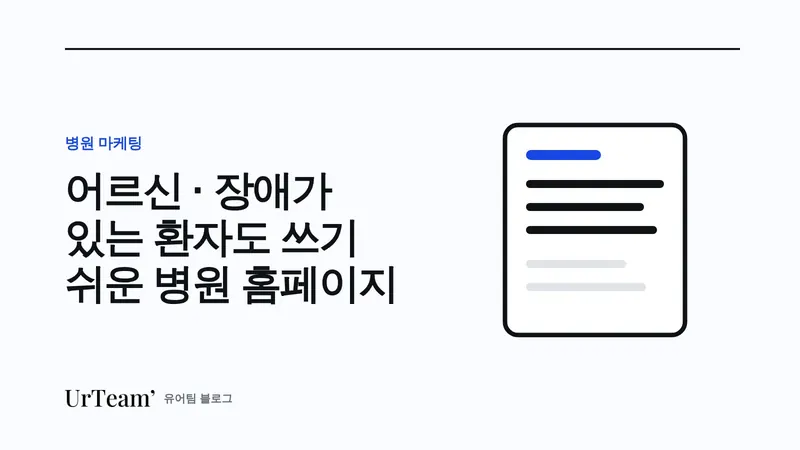 병원 마케팅
어르신 · 장애가
있는 환자도 쓰기
쉬운 병원 홈페이지
UrTeam’ 유어팀 블로그